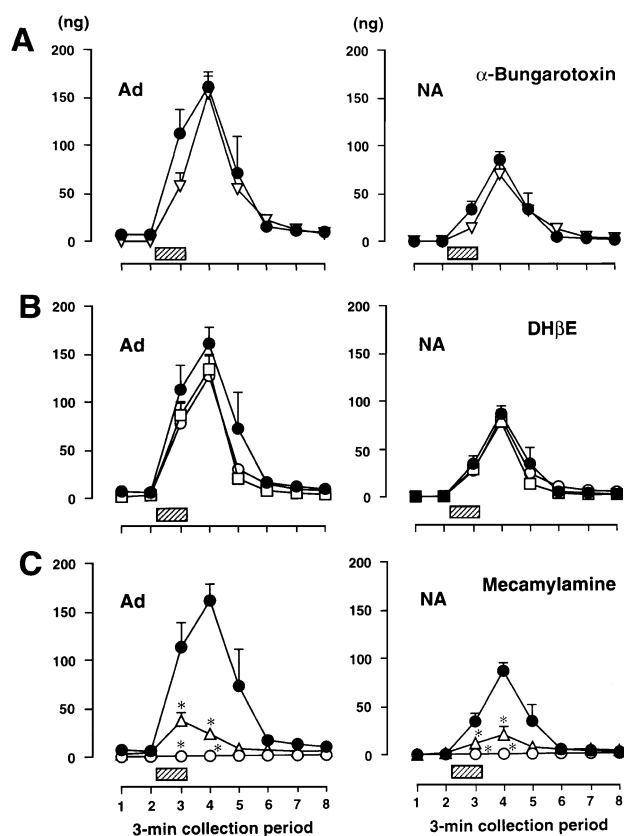 (ng) (ng)
A
200 200
α-Bungarotoxin
Ad NA
150 150
100 100
50 50
0 0
B
200 200
DHβE
Ad NA
150 150
100 100
50 50
0 0
C
200 200
Mecamylamine
Ad NA
150 150
* *
100 100
* * * *
50 50
* * 
0 0
1 2 3 4 5 6 7 8 1 2 3 4 5 6 7 8
3-min collection period 3-min collection period